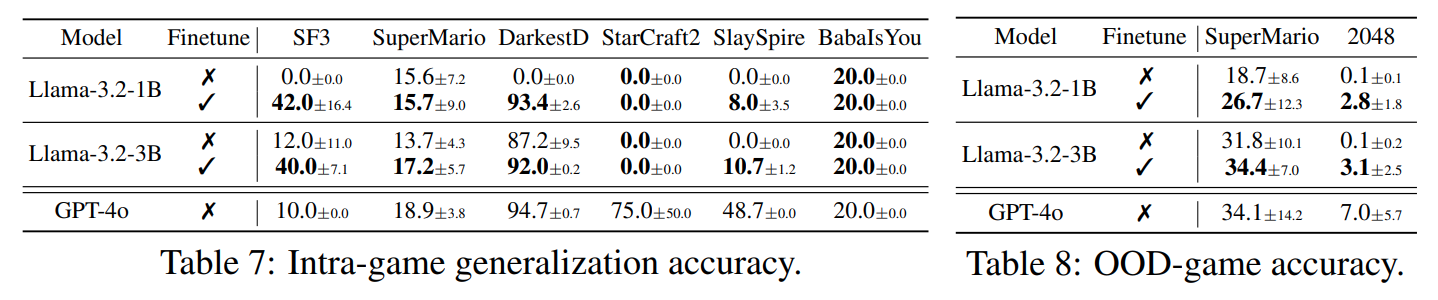 Model Finetune SF3 SuperMario DarkestD StarCraft2 SlaySpire BabaIsYou
Llama-3.2-1B
✗ 0.0±0.0 15.6±7.2 0.0±0.0 0.0±0.0 0.0±0.0 20.0±0.0
✓ 42.0±16.4 15.7±9.0 93.4±2.6 0.0±0.0 8.0±3.5 20.0±0.0
Llama-3.2-3B
✗ 12.0±11.0 13.7±4.3 87.2±9.5 0.0±0.0 0.0±0.0 20.0±0.0
✓ 40.0±7.1 17.2±5.7 92.0±0.2 0.0±0.0 10.7±1.2 20.0±0.0
GPT-4o ✗ 10.0±0.0 18.9±3.8 94.7±0.7 75.0±50.0 48.7±0.0 20.0±0.0
Table 7: Intra-game generalization accuracy.
Model Finetune SuperMario 2048
Llama-3.2-1B
✗ 18.7±8.6 0.1±0.1
✓ 26.7±12.3 2.8±1.8
Llama-3.2-3B
✗ 31.8±10.1 0.1±0.2
✓ 34.4±7.0 3.1±2.5
GPT-4o ✗ 34.1±14.2 7.0±5.7
Table 8: OOD-game accuracy.